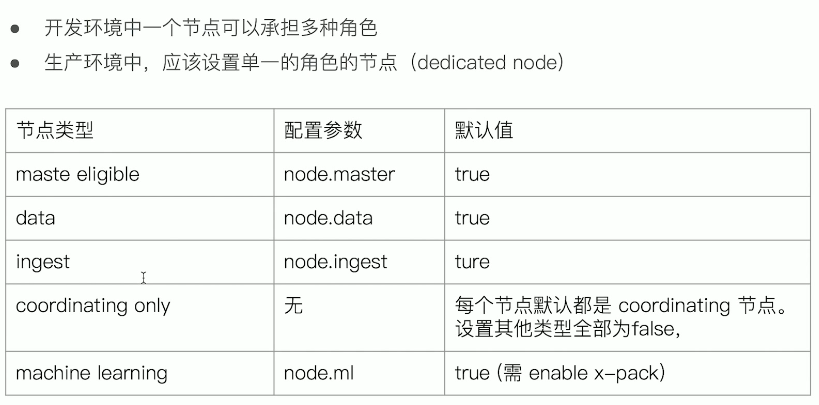 ● 开发环境中一个节点可以承担多种角色
● 生产环境中，应该设置单一的角色的节点（dedicated node）
节点类型 配置参数 默认值
maste eligible node.master true
data node.data true
ingest node.ingest ture
coordinating only 无 每个节点默认都是 coordinating 节点。
设置其他类型全部为false,
machine learning node.ml true (需 enable x-pack)